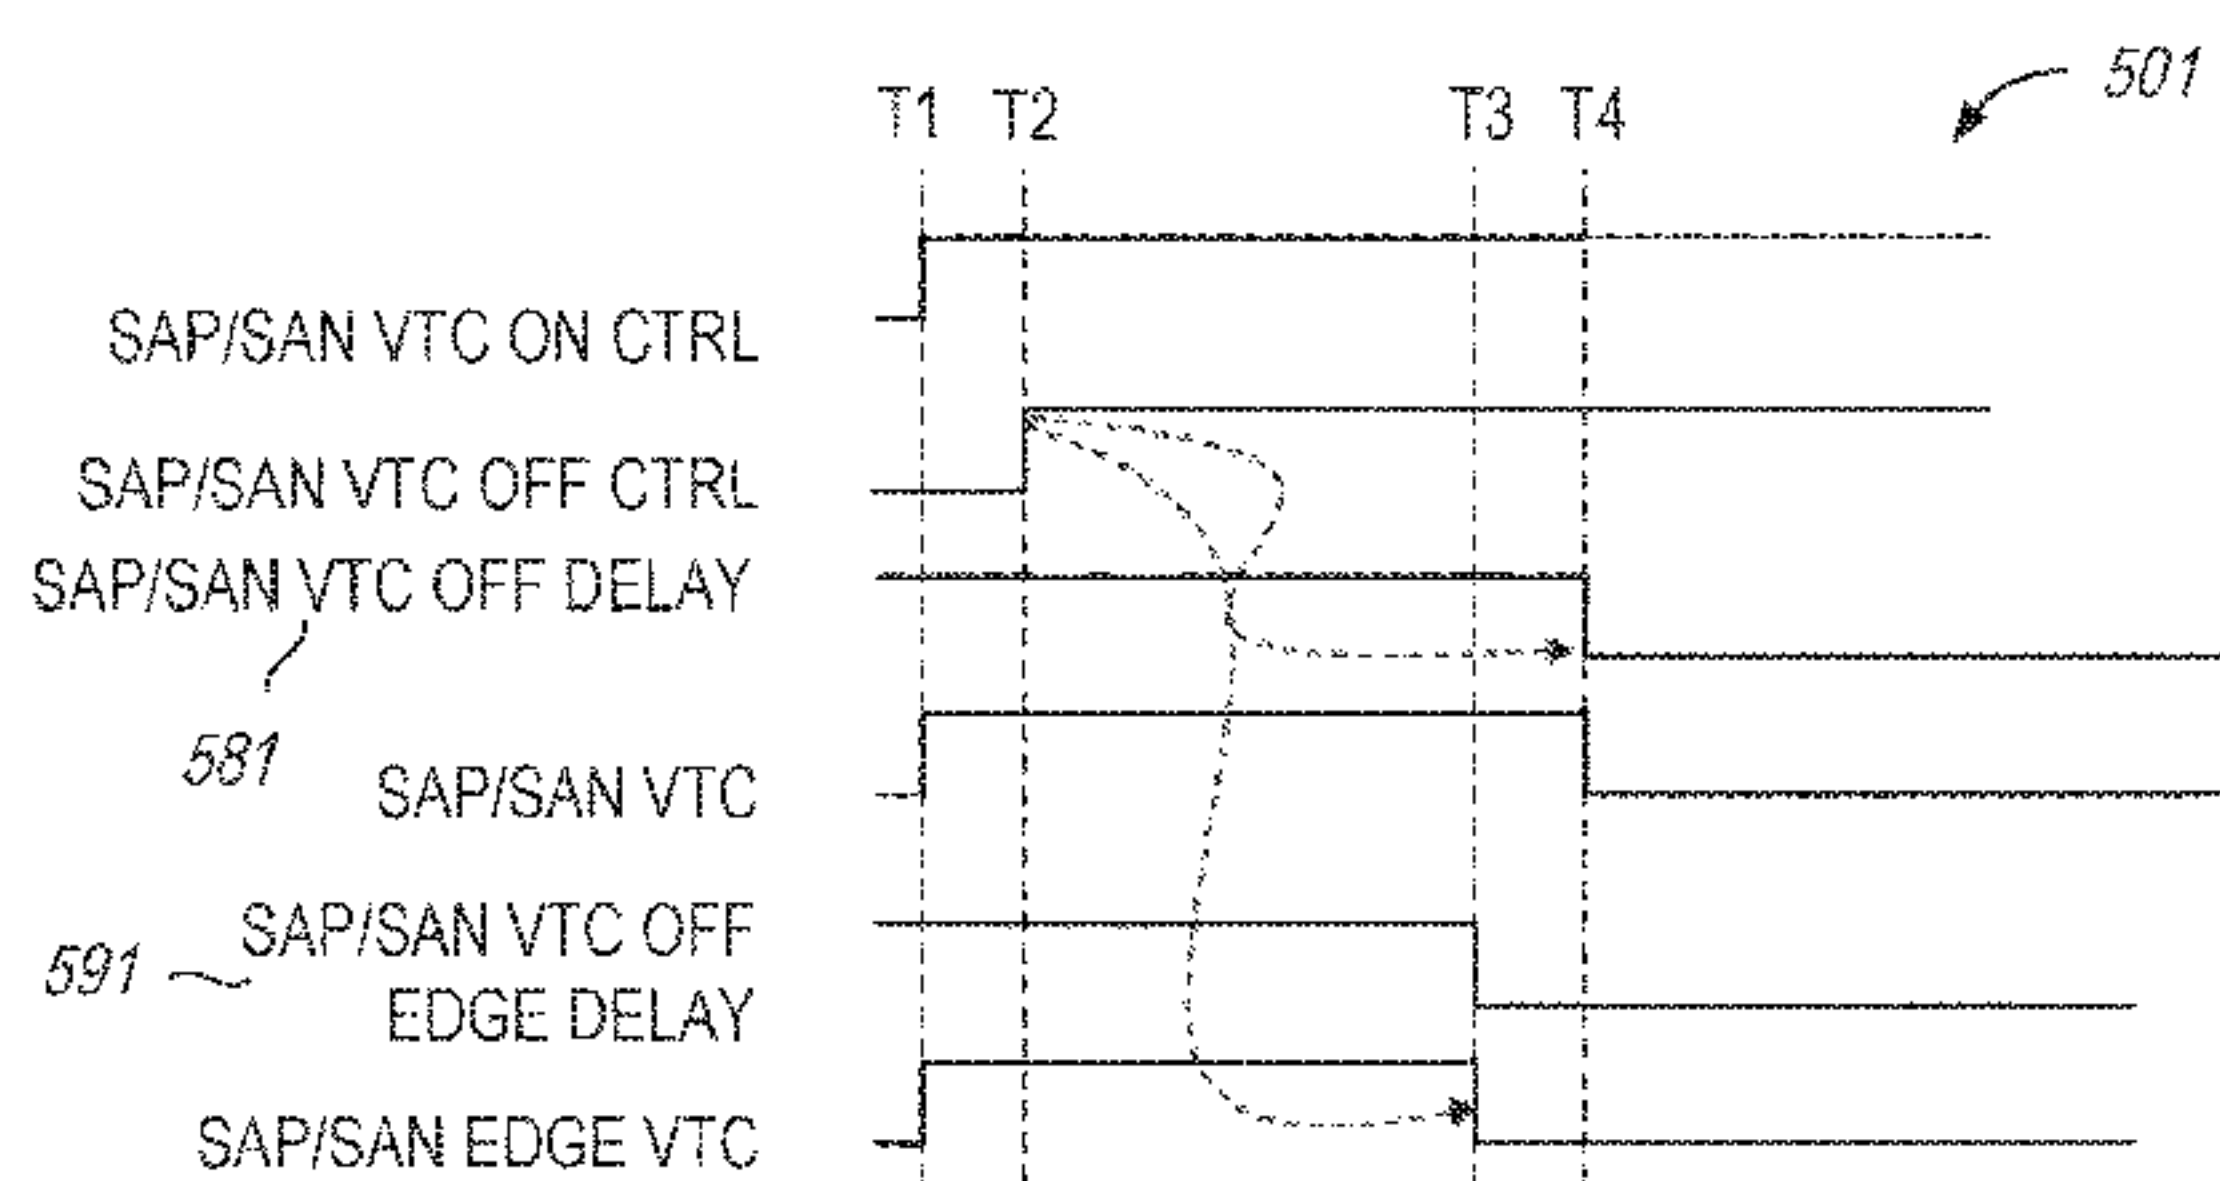 501
T1 T2 T3 T4
SAP/SAN VTC ON CTRL
SAP/SAN VTC OFF CTRL
SAP/SAN VTC OFF DELAY
581
SAP/SAN VTC
SAP/SAN VTC OFF
591
EDGE DELAY
SAP/SAN EDGE VTC